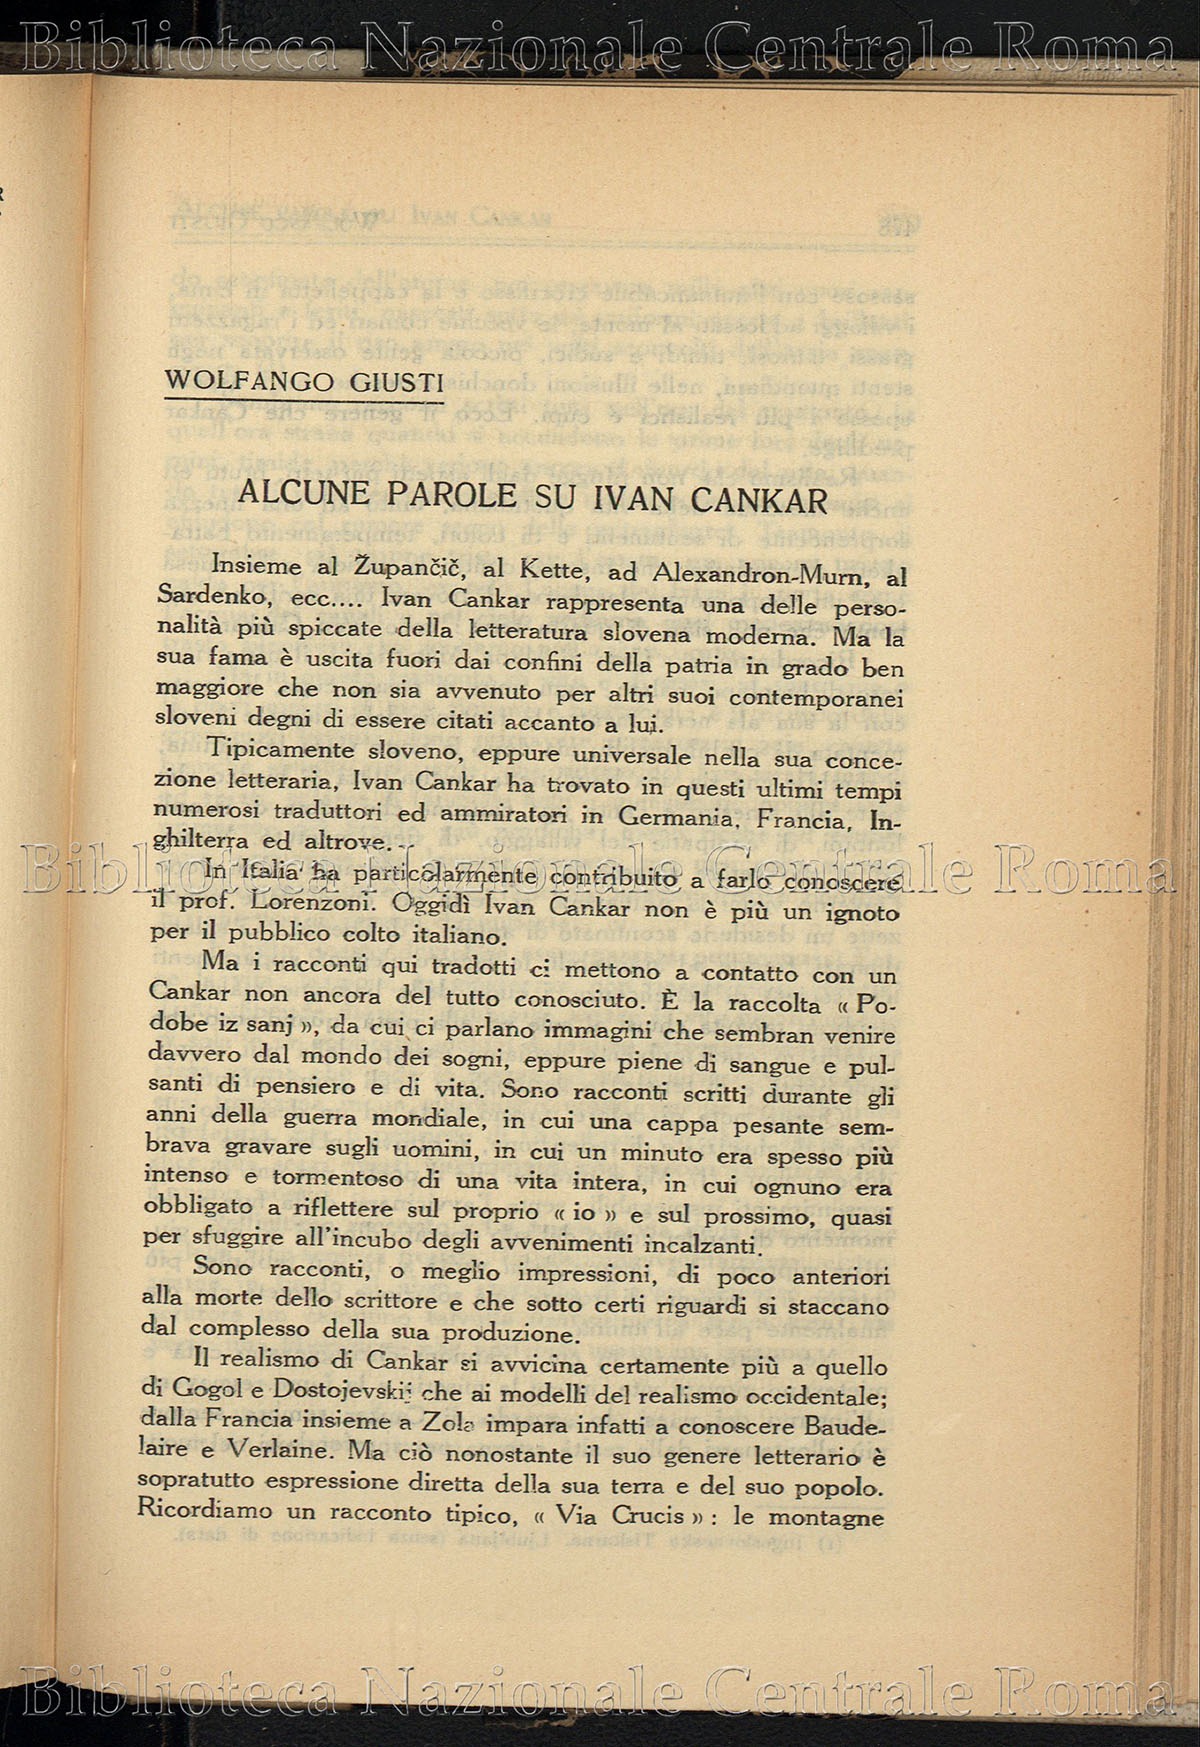 Biblioteca Nazionale Centrale Roma
WOLFANGO GIUSTI
ALCUNE PAROLE SU IVAN CANKAR
Insieme al Župančič, al Kette, ad Alexandron-Murn, al
Sardenko, ecc.... Ivan Cankar rappresenta una delle perso-
nalità più spiccate della letteratura slovena moderna. Ma la
sua fama è uscita fuori dai confini della patria in grado ben
maggiore che non sia avvenuto per altri suoi contemporanei
sloveni degni di essere citati accanto a lui.
Tipicamente sloveno, eppure universale nella sua conce-
zione letteraria, Ivan Cankar ha trovato in questi ultimi tempi
numerosi traduttori ed ammiratori in Germania, Francia, In-
ghilterra ed altrove.
Biblioteca Nazionale Centrale Roma
In Italia ha particolarmente contribuito a farlo conoscere
il prof. Lorenzoni. Oggidì Ivan Cankar non è più un ignoto
per il pubblico colto italiano.
Ma i racconti qui tradotti ci mettono a contatto con un
Cankar non ancora del tutto conosciuto. È la raccolta « Po-
dobe iz sanj », da cui ci parlano immagini che sembran venire
davvero dal mondo dei sogni, eppure piene di sangue e pul-
santi di pensiero e di vita. Sono racconti scritti durante gli
anni della guerra mondiale, in cui una cappa pesante sem-
brava gravare sugli uomini, in cui un minuto era spesso più
intenso e tormentoso di una vita intera, in cui ognuno era
obbligato a riflettere sul proprio « io » e sul prossimo, quasi
per sfuggire all'incubo degli avvenimenti incalzanti.
Sono racconti, o meglio impressioni, di poco anteriori
alla morte dello scrittore e che sotto certi riguardi si staccano
dal complesso della sua produzione.
Il realismo di Cankar si avvicina certamente più a quello
di Gogol e Dostojevskij che ai modelli del realismo occidentale;
dalla Francia insieme a Zola impara infatti a conoscere Baude-
laire e Verlaine. Ma ciò nonostante il suo genere letterario è
sopratutto espressione diretta della sua terra e del suo popolo.
Ricordiamo un racconto tipico, « Via Crucis » : le montagne
Biblioteca Nazionale Centrale Roma